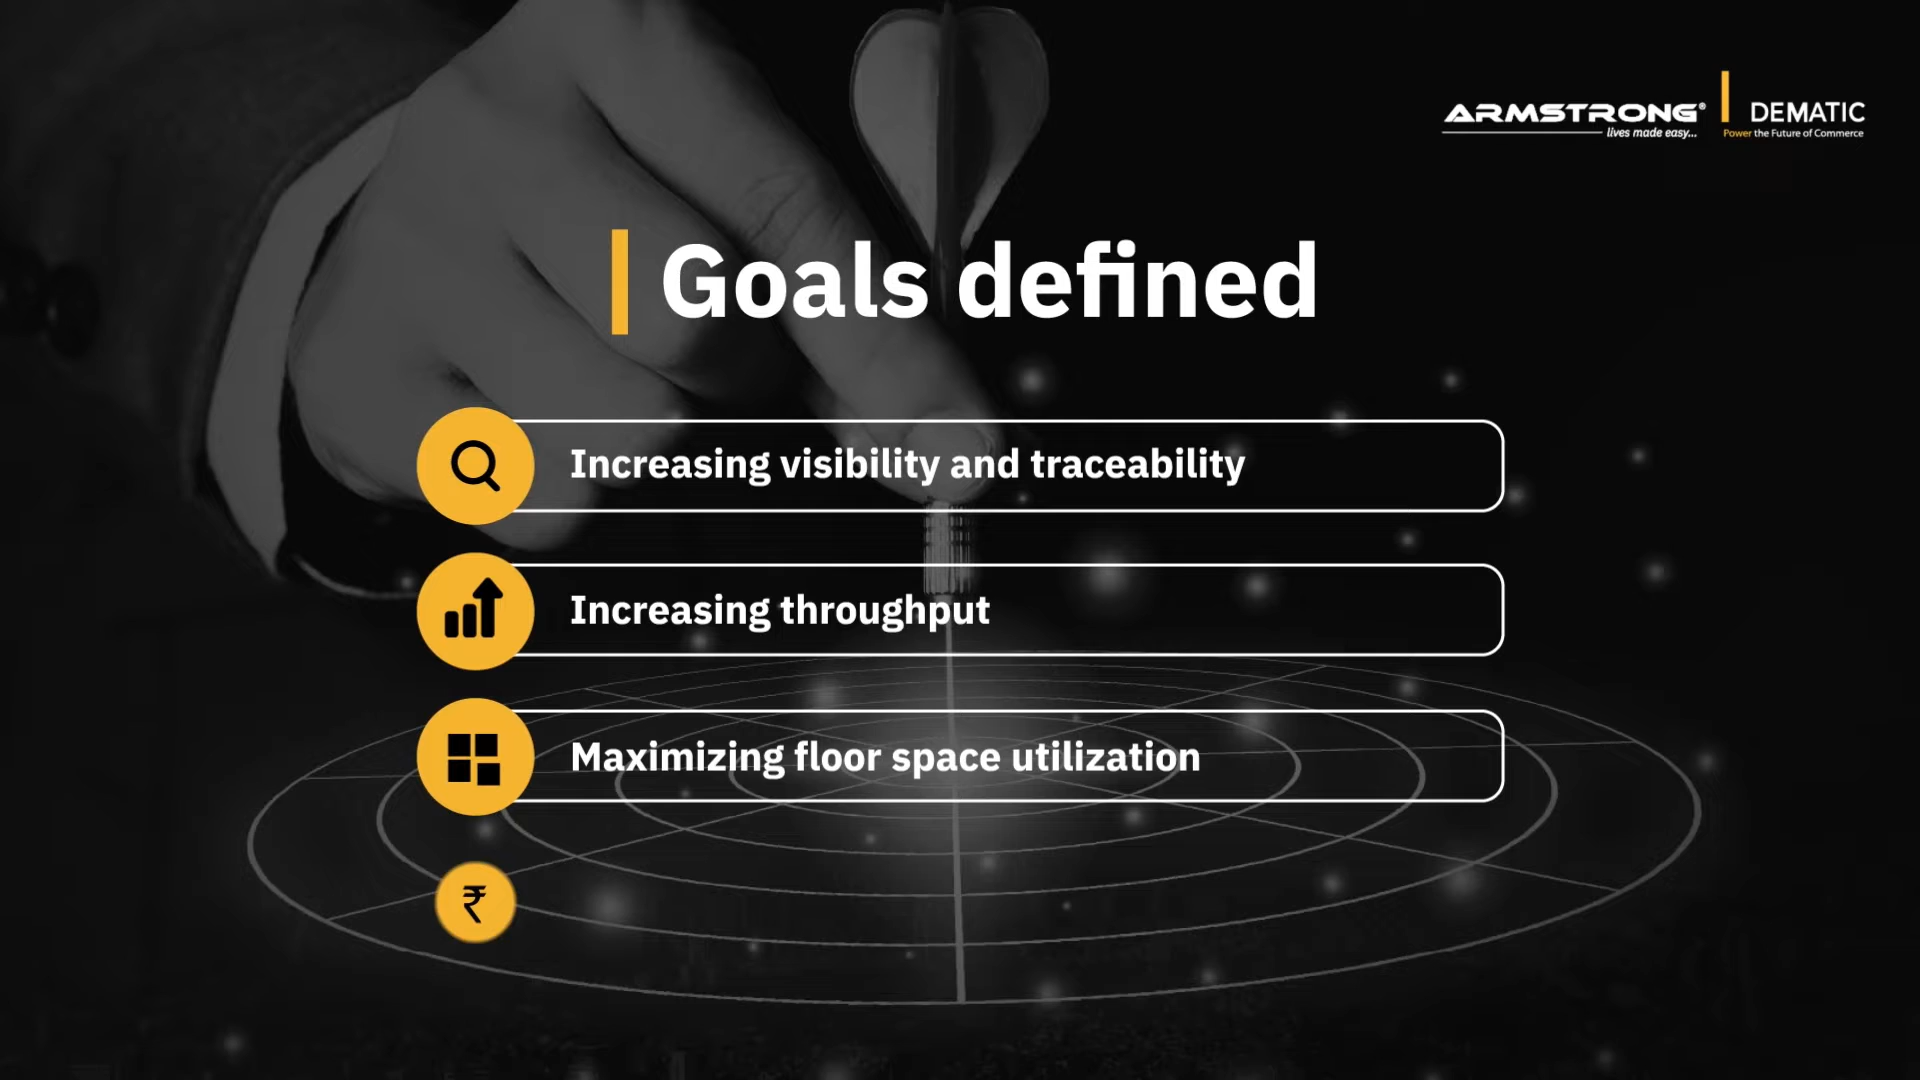 ARMSTRONG®
lives made easy...
DEMATIC
Power the Future of Commerce
Goals defined
Increasing visibility and traceability
Increasing throughput
Maximizing floor space utilization
₹